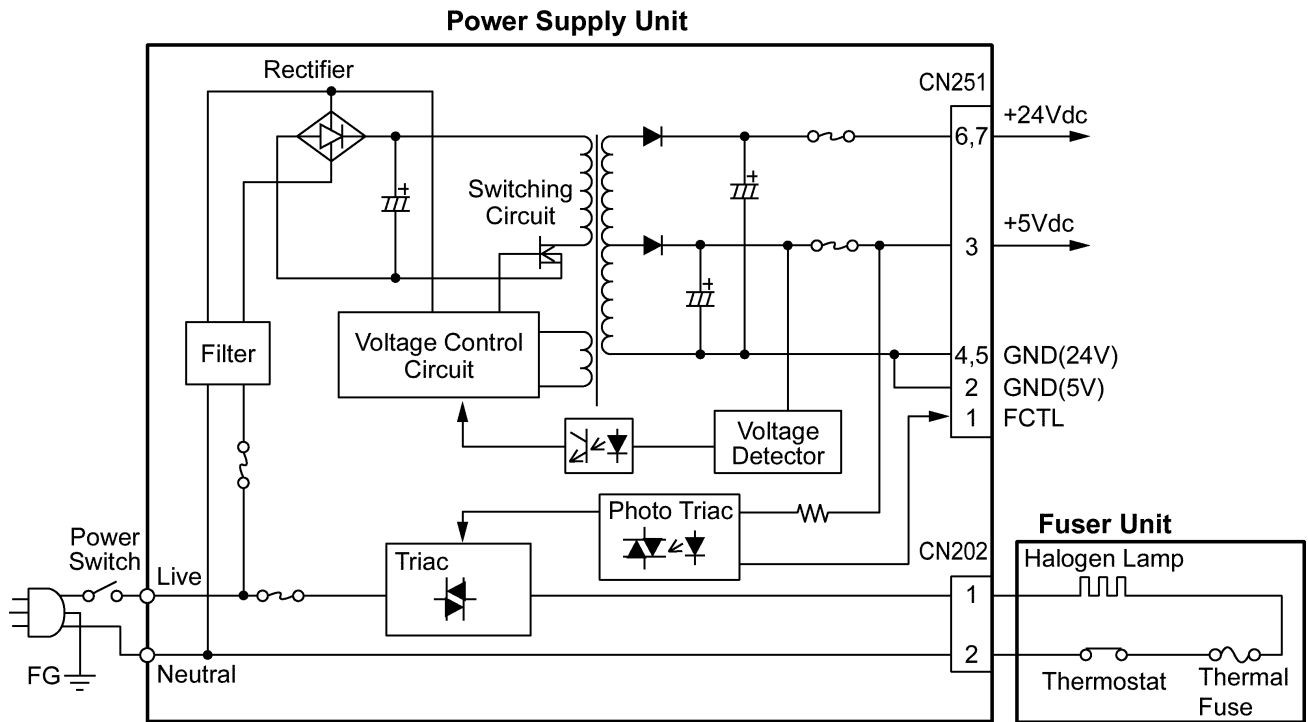 Power Supply Unit
Rectifier
CN251
+24Vdc
6,7
Switching
Circuit
+
+
+5Vdc
3
+
Filter
Voltage Control
Circuit
4,5 GND(24V)
2 GND(5V)
1 FCTL
Voltage
Detector
Photo Triac
Fuser Unit
Power
Switch
CN202
Halogen Lamp
Triac
Live
1
2
Neutral
FG
Thermostat
Thermal
Fuse